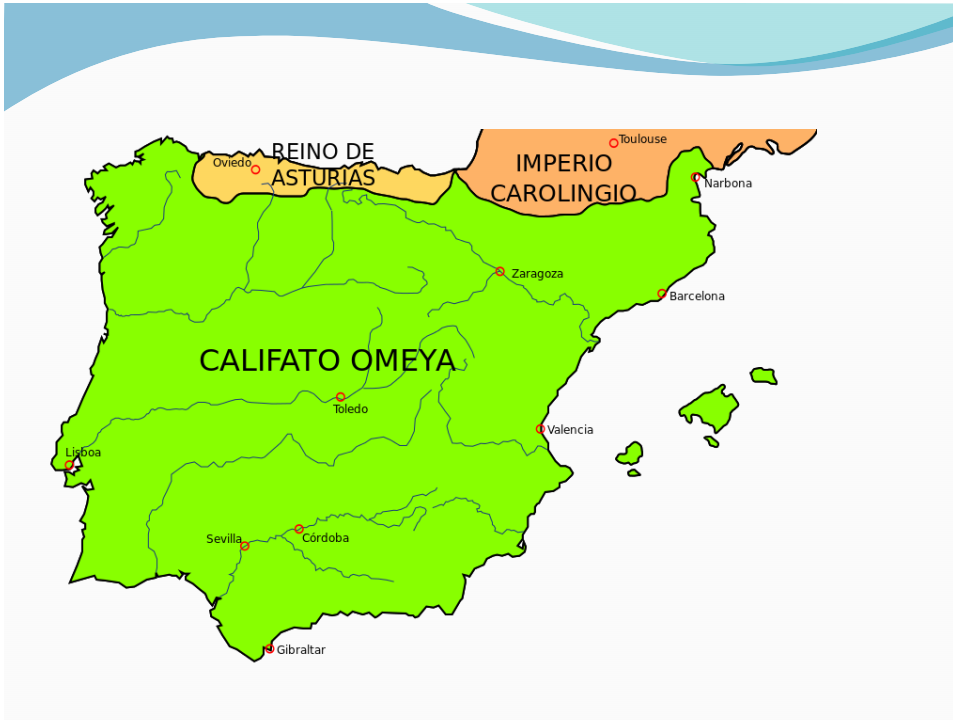 Toulouse
REINO DE
ASTURIAS
Oviedo
IMPERIO
CAROLINGIO
Narbona
Zaragoza
Barcelona
CALIFATO OMEYA
Toledo
Valencia
Lisboa
Sevilla
Córdoba
Gibraltar